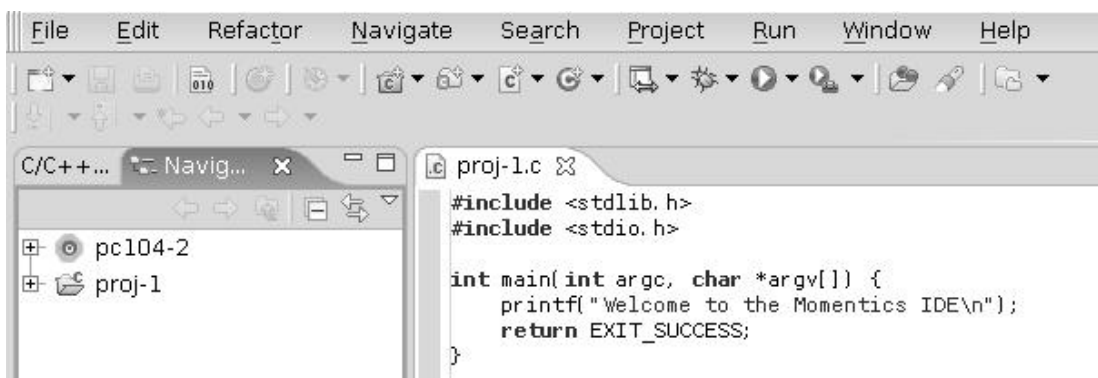 File Edit Refactor Navigate Search Project Run Window Help
010
C/C++... Navig...
pc104-2
proj-1
.c proj-1.c
#include <stdlib.h>
#include <stdio.h>
int main(int argc, char *argv[]) {
printf("Welcome to the Momentics IDE\n");
return EXIT_SUCCESS;
}